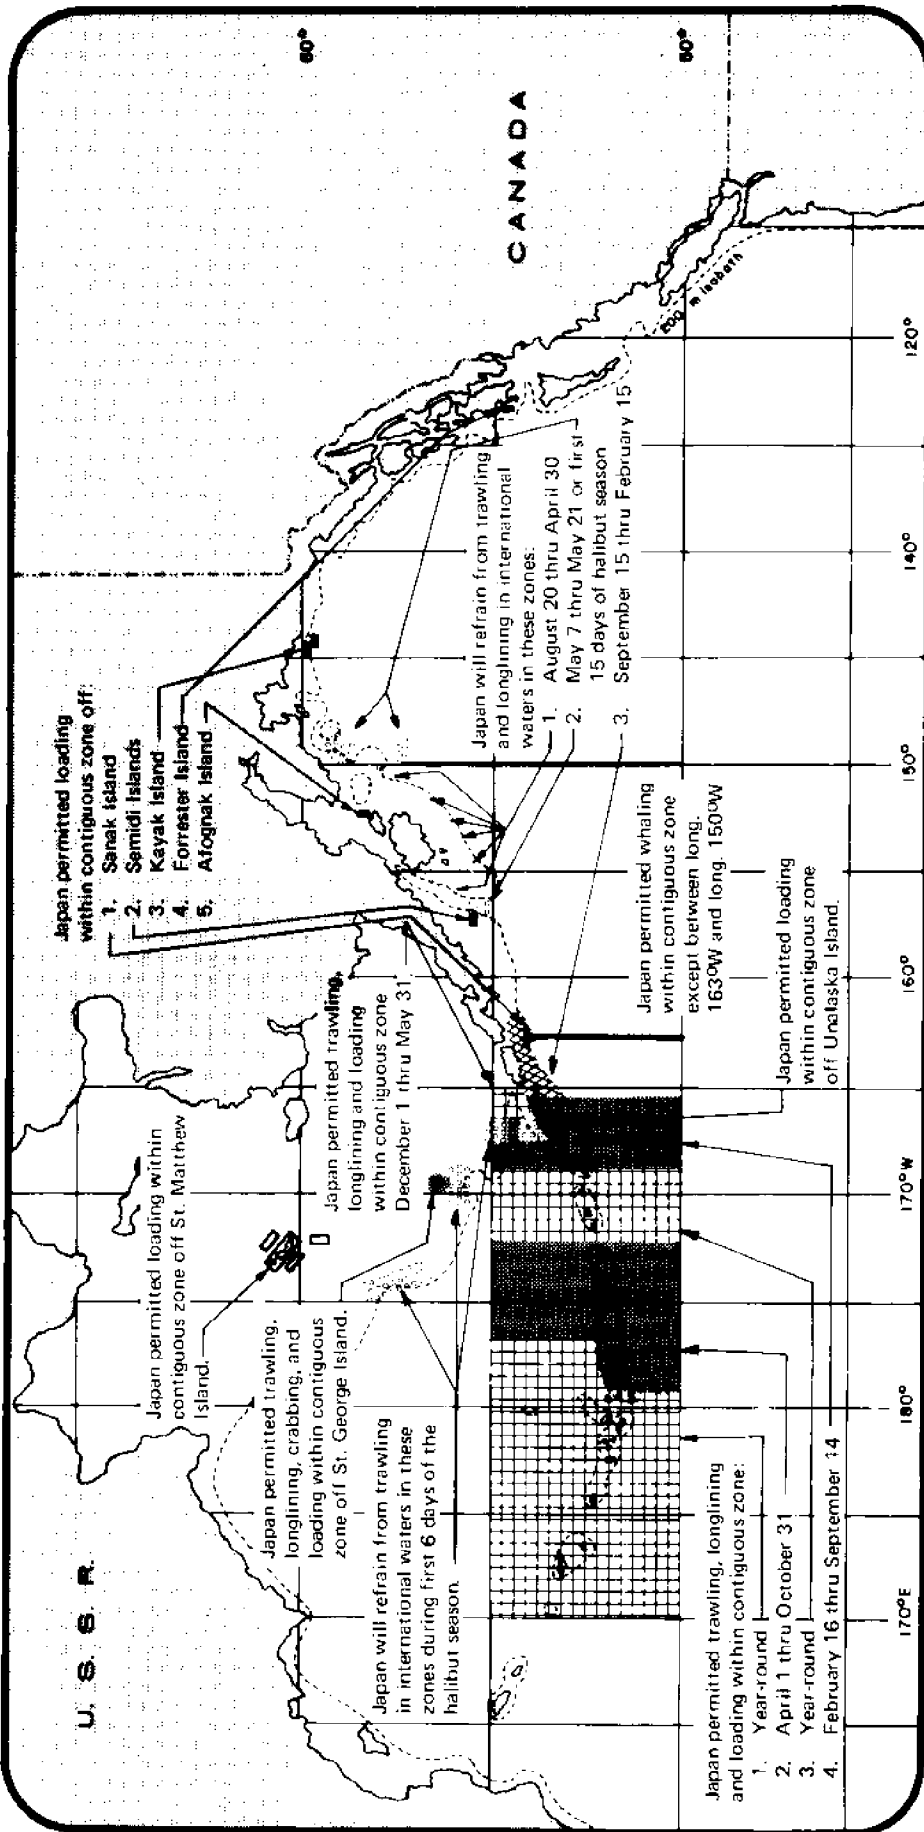 U. S. S. R.
CANADA
60°
50°
Japan permitted loading
within contiguous zone off:
1. Sanak Island
2. Semidi Islands
3. Kayak Island
4. Forrester Island
5. Afognak Island
Japan permitted loading within
contiguous zone off St. Matthew
Island.
Japan permitted trawling,
longlining and loading
within contiguous zone
December 1 thru May 31
Japan permitted trawling,
longlining, crabbing, and
loading within contiguous
zone off St. George Island.
Japan will refrain from trawling
in international waters in these
zones during first 6 days of the
halibut season.
Japan will refrain from trawling
and longlining in international
waters in these zones:
1. August 20 thru April 30
2. May 7 thru May 21 or first
15 days of halibut season
3. September 15 thru February 15
200 m isobath
Japan permitted whaling
within contiguous zone
except between long.
163°W and long. 150°W
Japan permitted loading
within contiguous zone
off Unalaska Island.
Japan permitted trawling, longlining
and loading within contiguous zone:
1. Year-round
2. April 1 thru October 31
3. Year-round
4. February 16 thru September 14
170°E
180°
170°W
160°
150°
140°
120°